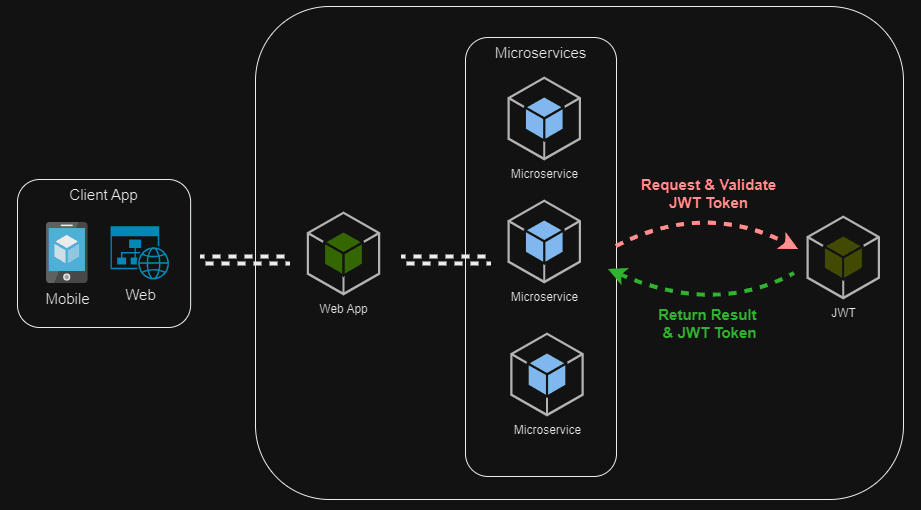 Client App
Mobile
Web
Web App
Microservices
Microservice
Microservice
Microservice
Request & Validate
JWT Token
Return Result
& JWT Token
JWT